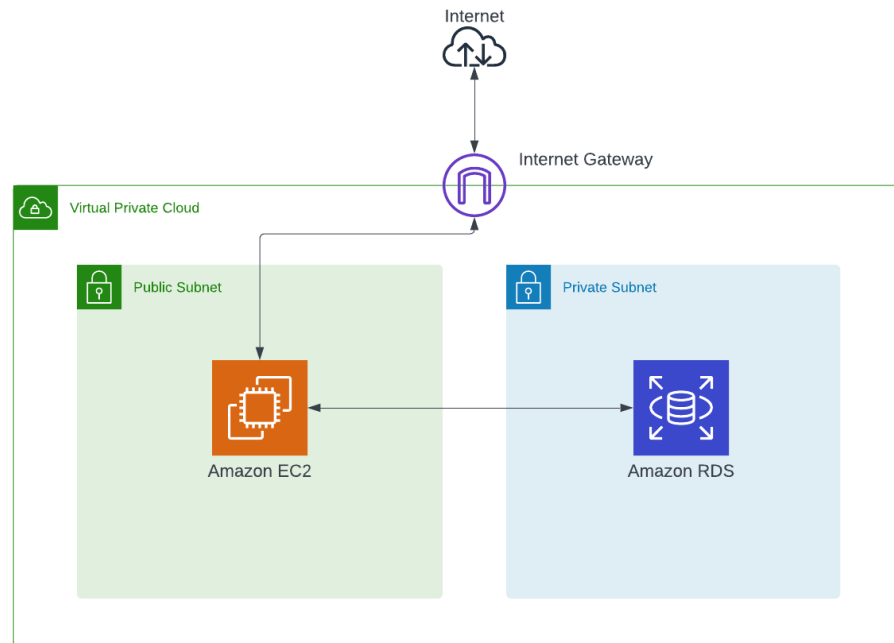 Internet
Internet Gateway
Virtual Private Cloud
Public Subnet
Private Subnet
Amazon EC2
Amazon RDS